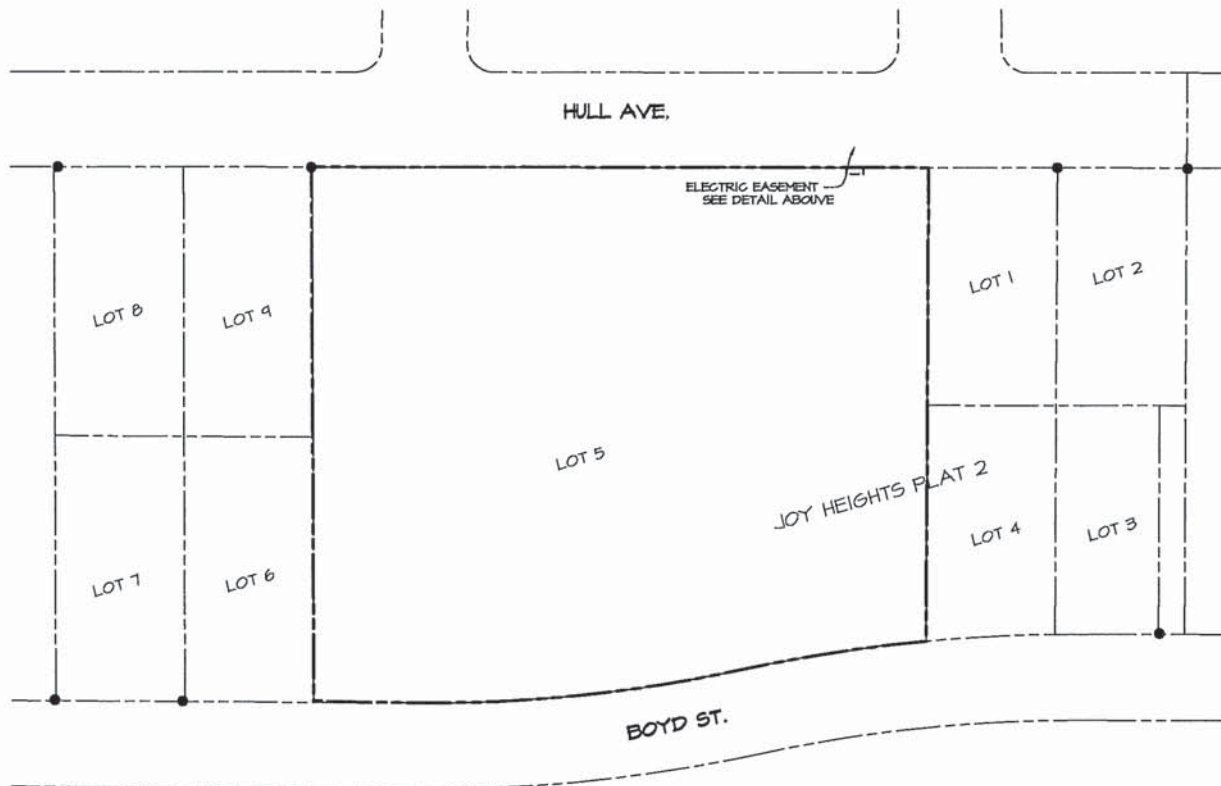 HULL AVE.
ELECTRIC EASEMENT
SEE DETAIL ABOUVE
LOT 1
LOT 2
LOT 8
LOT 9
LOT 5
JOY HEIGHTS PLAT 2
LOT 4
LOT 3
LOT 7
LOT 6
BOYD ST.